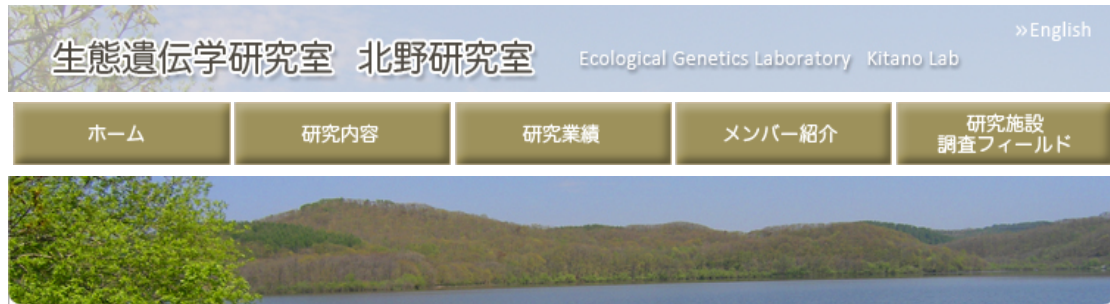 »English
生態遺伝学研究室 北野研究室 Ecological Genetics Laboratory Kitano Lab
ホーム
研究内容
研究業績
メンバー紹介
研究施設
調査フィールド